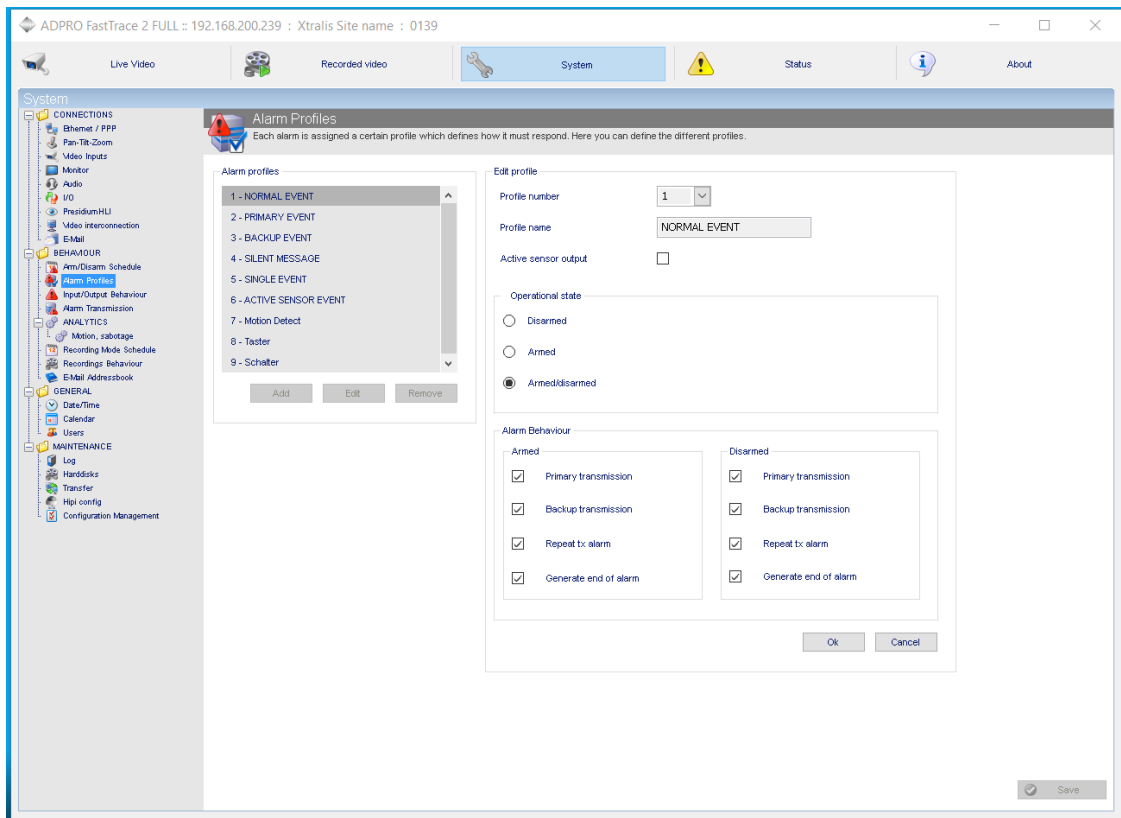 ADPRO FastTrace 2 FULL :: 192.168.200.239 : Xtralis Site name : 0139
Live Video
Recorded video
System
Status
About
System
CONNECTIONS
Ethernet / PPP
Pan-Tilt-Zoom
Video Inputs
Monitor
Audio
I/O
PresidiumHLI
Video interconnection
E-Mail
BEHAVIOUR
Arm/Disarm Schedule
Alarm Profiles
Input/Output Behaviour
Alarm Transmission
ANALYTICS
Motion, sabotage
Recording Mode Schedule
Recordings Behaviour
E-Mail Addressbook
GENERAL
Date/Time
Calendar
Users
MAINTENANCE
Log
Harddisks
Transfer
Hipi config
Configuration Management
Alarm Profiles
Each alarm is assigned a certain profile which defines how it must respond. Here you can define the different profiles.
Alarm profiles
1 - NORMAL EVENT
2 - PRIMARY EVENT
3 - BACKUP EVENT
4 - SILENT MESSAGE
5 - SINGLE EVENT
6 - ACTIVE SENSOR EVENT
7 - Motion Detect
8 - Taster
9 - Schalter
Add
Edit
Remove
Edit profile
Profile number
1
Profile name
NORMAL EVENT
Active sensor output
Operational state
Disarmed
Armed
Armed/disarmed
Alarm Behaviour
Armed
Primary transmission
Backup transmission
Repeat tx alarm
Generate end of alarm
Disarmed
Primary transmission
Backup transmission
Repeat tx alarm
Generate end of alarm
Ok
Cancel
Save